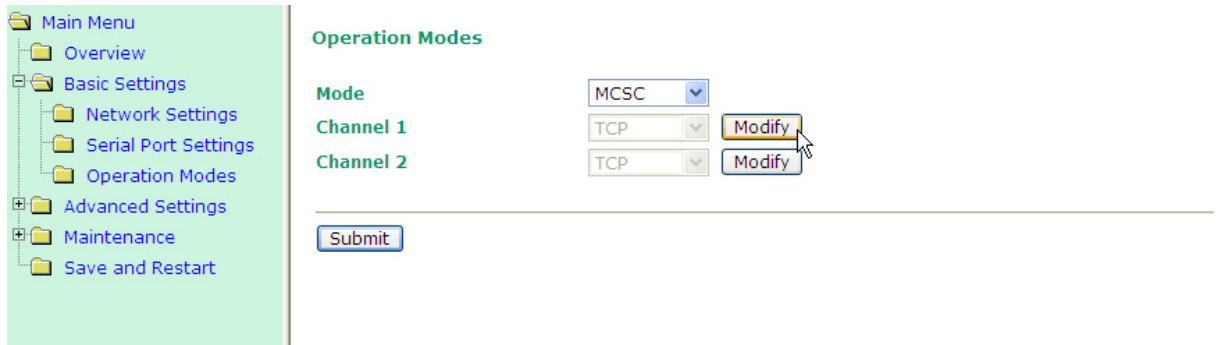 Main Menu
Overview
Basic Settings
Network Settings
Serial Port Settings
Operation Modes
Advanced Settings
Maintenance
Save and Restart
Operation Modes
Mode MCSC
Channel 1 TCP Modify
Channel 2 TCP Modify
Submit